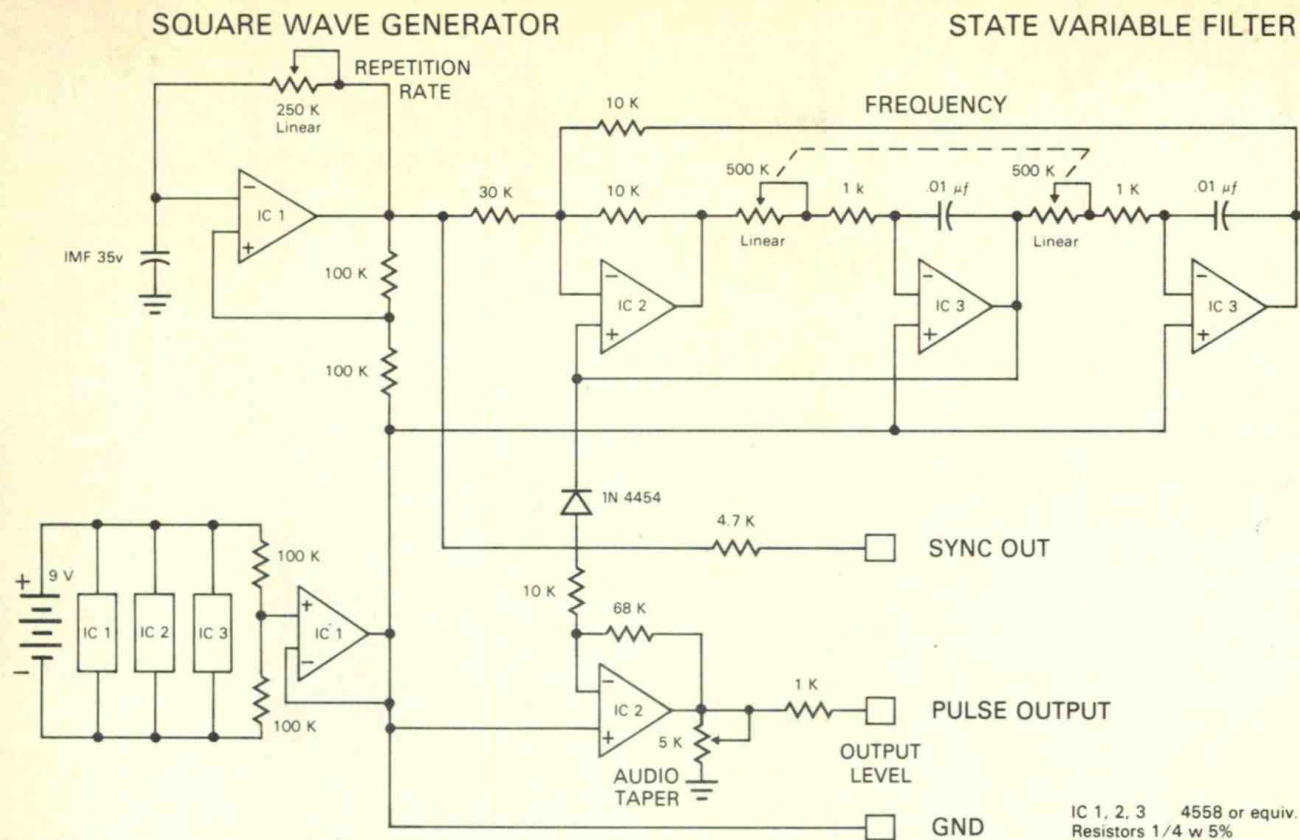 SQUARE WAVE GENERATOR
STATE VARIABLE FILTER
REPETITION
RATE
250 K
Linear
10 K
FREQUENCY
30 K
10 K
500 K
1 k
.01 μf
500 K
1 K
.01 μf
Linear
Linear
−
IC 1
+
IMF 35v
100 K
−
IC 2
+
−
IC 3
+
−
IC 3
+
100 K
1N 4454
4.7 K
SYNC OUT
+
9 V
−
IC 1
IC 2
IC 3
100 K
+
IC 1
−
100 K
10 K
68 K
−
IC 2
+
1 K
PULSE OUTPUT
5 K
OUTPUT
LEVEL
AUDIO
TAPER
GND
IC 1, 2, 3 4558 or equiv.
Resistors 1/4 w 5%